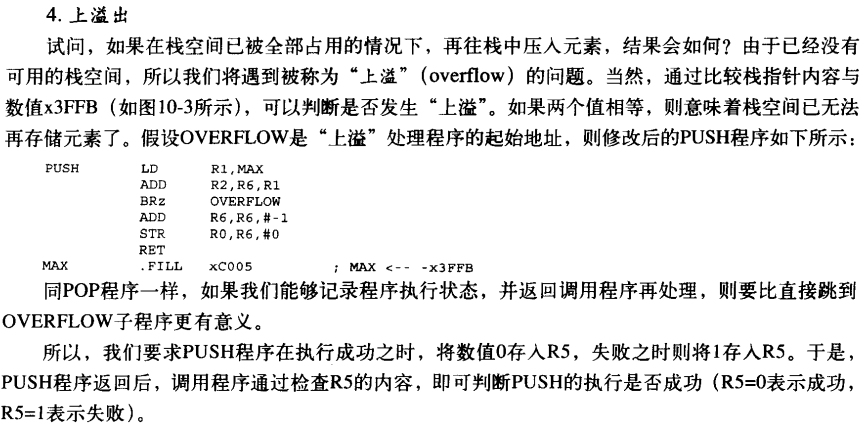 4. 上溢出
试问，如果在栈空间已被全部占用的情况下，再往栈中压入元素，结果会如何？由于已经没有
可用的栈空间，所以我们将遇到被称为“上溢”（overflow）的问题。当然，通过比较栈指针内容与
数值x3FFB（如图10-3所示），可以判断是否发生“上溢”。如果两个值相等，则意味着栈空间已无法
再存储元素了。假设OVERFLOW是“上溢”处理程序的起始地址，则修改后的PUSH程序如下所示：
PUSH LD R1,MAX
ADD R2,R6,R1
BRz OVERFLOW
ADD R6,R6,#-1
STR R0,R6,#0
RET
MAX .FILL xC005 ; MAX <-- -x3FFB
同POP程序一样，如果我们能够记录程序执行状态，并返回调用程序再处理，则要比直接跳到
OVERFLOW子程序更有意义。
所以，我们要求PUSH程序在执行成功之时，将数值0存入R5，失败之时则将1存入R5。于是，
PUSH程序返回后，调用程序通过检查R5的内容，即可判断PUSH的执行是否成功（R5=0表示成功，
R5=1表示失败）。